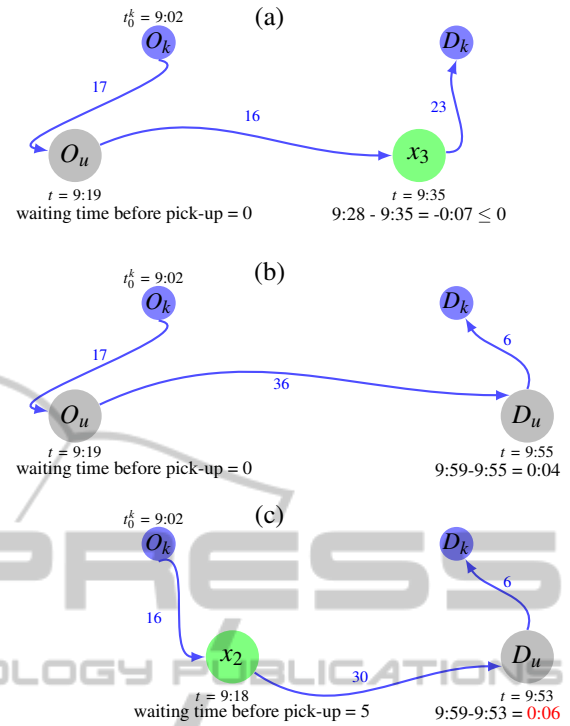 (a)
t₀ᵏ = 9:02
Oₖ
Dₖ
17
16
23
Oᵤ
x₃
t = 9:19
t = 9:35
waiting time before pick-up = 0
9:28 - 9:35 = -0:07 ≤ 0
(b)
t₀ᵏ = 9:02
Oₖ
Dₖ
17
36
6
Oᵤ
Dᵤ
t = 9:19
t = 9:55
waiting time before pick-up = 0
9:59-9:55 = 0:04
(c)
t₀ᵏ = 9:02
Oₖ
Dₖ
16
6
x₂
30
Dᵤ
t = 9:18
t = 9:53
waiting time before pick-up = 5
9:59-9:53 = 0:06
PRESS
OLOGY PUBLICATIONS